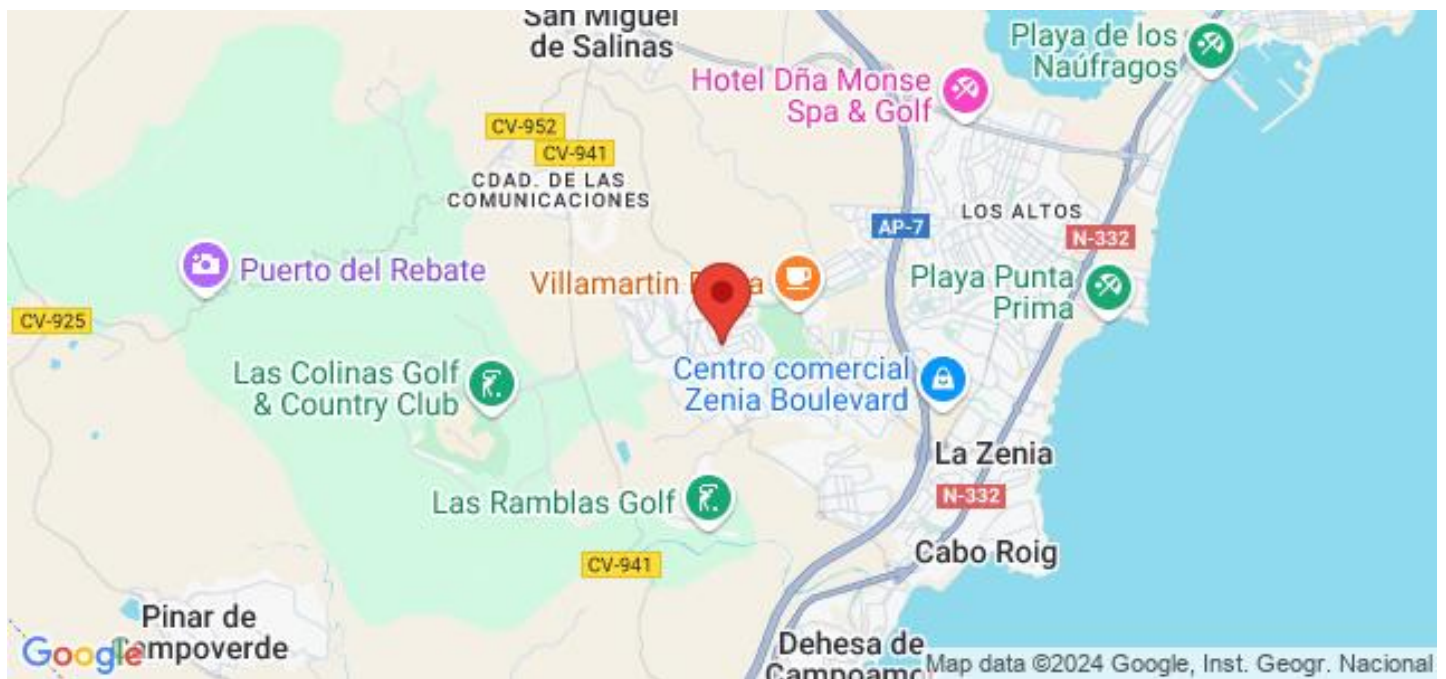 San Miguel
de Salinas
Playa de los
Naúfragos
Hotel Dña Monse
Spa & Golf
CV-952
CV-941
CDAD. DE LAS
COMUNICACIONES
LOS ALTOS
AP-7
N-332
Puerto del Rebate
Villamartin
Playa Punta
Prima
CV-925
Las Colinas Golf
& Country Club
Centro comercial
Zenia Boulevard
La Zenia
N-332
Las Ramblas Golf
Cabo Roig
CV-941
Pinar de
Campoverde
Dehesa de
Campoamor
Google
Map data ©2024 Google, Inst. Geogr. Nacional